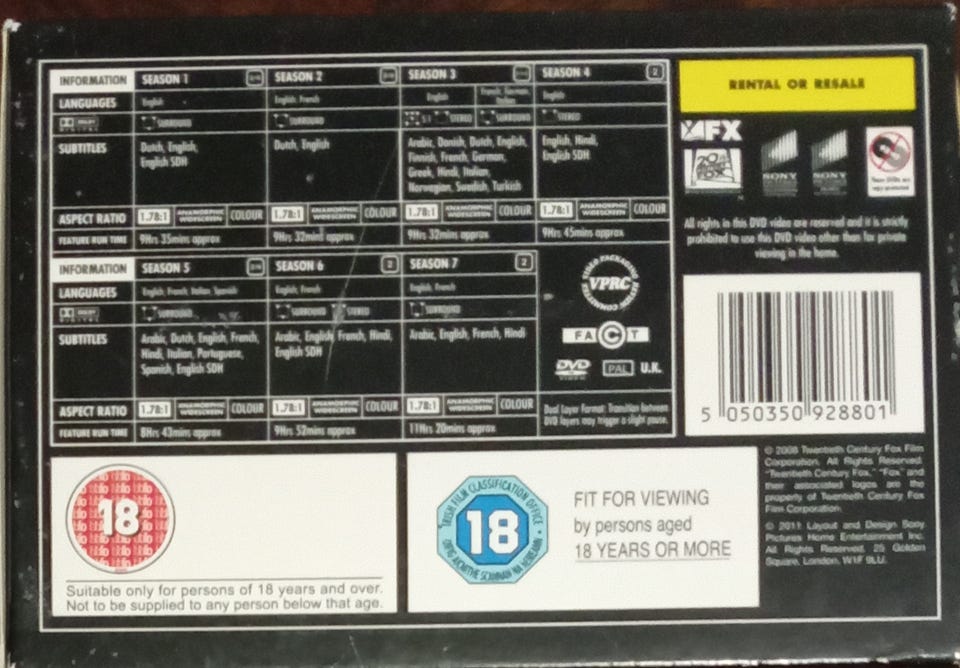 INFORMATION SEASON 1 SEASON 2 SEASON 3 SEASON 4 2
LANGUAGES English English, French English French, German, Italian English
DOLBY DIGITAL SURROUND SURROUND 5.1 STEREO SURROUND STEREO
SUBTITLES Dutch, English, English SDH
Dutch, English
Arabic, Danish, Dutch, English,
Finnish, French, German,
Greek, Hindi, Italian,
Norwegian, Swedish, Turkish
English, Hindi,
English SDH
ASPECT RATIO 1.78:1 ANAMORPHIC WIDESCREEN COLOUR 1.78:1 ANAMORPHIC WIDESCREEN COLOUR 1.78:1 ANAMORPHIC WIDESCREEN COLOUR 1.78:1 ANAMORPHIC WIDESCREEN COLOUR
FEATURE RUN TIME 9Hrs 35mins approx 9Hrs 32mins approx 9Hrs 32mins approx 9Hrs 45mins approx
INFORMATION SEASON 5 SEASON 6 2 SEASON 7 2
LANGUAGES English, French, Italian, Spanish English, French English, French
DOLBY DIGITAL SURROUND SURROUND STEREO SURROUND
SUBTITLES Arabic, Dutch, English, French,
Hindi, Italian, Portuguese,
Spanish, English SDH
Arabic, English, French, Hindi,
English SDH
Arabic, English, French, Hindi
ASPECT RATIO 1.78:1 ANAMORPHIC WIDESCREEN COLOUR 1.78:1 ANAMORPHIC WIDESCREEN COLOUR 1.78:1 ANAMORPHIC WIDESCREEN COLOUR
FEATURE RUN TIME 8Hrs 43mins approx 9Hrs 52mins approx 11Hrs 20mins approx
VPRC
FACT
DVD VIDEO PAL U.K.
Dual Layer Format: Transition between
DVD layers may trigger a slight pause.
RENTAL OR RESALE
FX
20th CENTURY FOX
SONY SONY
These DVDs are
copy protected
All rights in this DVD video are reserved and it is strictly
prohibited to use this DVD video other than for private
viewing in the home.
5 050350 928801
18
Suitable only for persons of 18 years and over.
Not to be supplied to any person below that age.
IRISH FILM CLASSIFICATION OFFICE
18
FIT FOR VIEWING
by persons aged
18 YEARS OR MORE
© 2008 Twentieth Century Fox Film
Corporation. All Rights Reserved.
"Twentieth Century Fox," "Fox" and
their associated logos are the
property of Twentieth Century Fox
Film Corporation.
© 2011 Layout and Design Sony
Pictures Home Entertainment Inc.
All Rights Reserved. 25 Golden
Square, London, W1F 9LU.